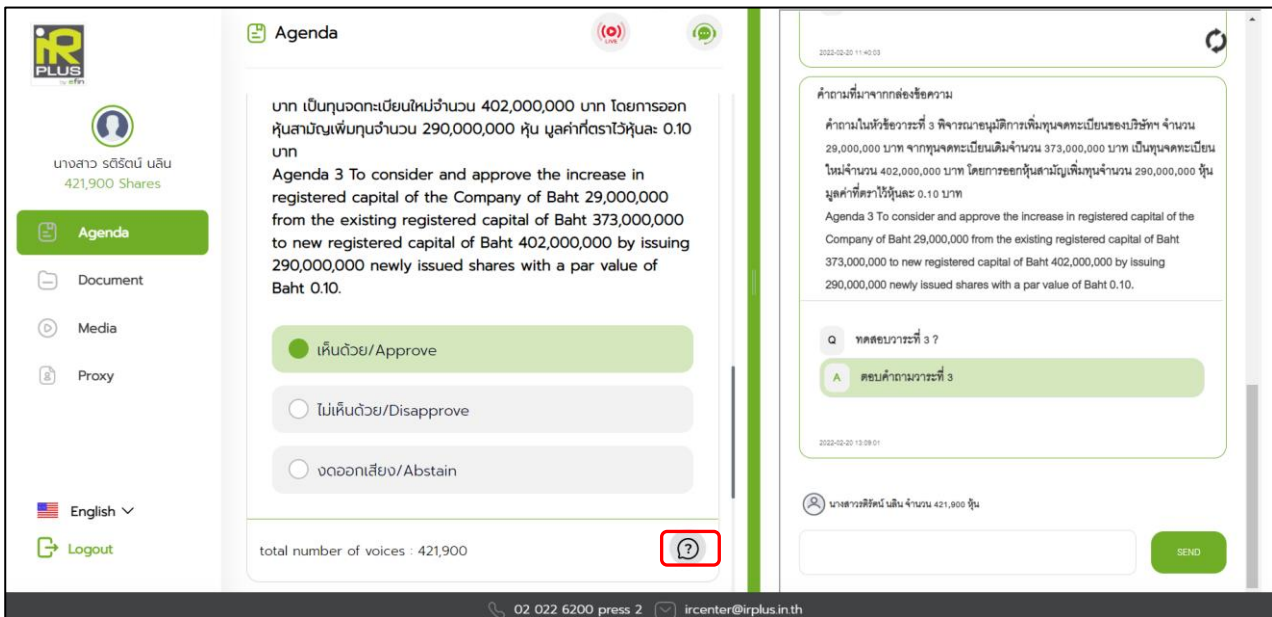 iR
PLUS
by efin
นางสาว รติรัตน์ นลิน
421,900 Shares
Agenda
Document
Media
Proxy
English
Logout
Agenda
LIVE
บาท เป็นทุนจดทะเบียนใหม่จำนวน 402,000,000 บาท โดยการออก
หุ้นสามัญเพิ่มทุนจำนวน 290,000,000 หุ้น มูลค่าที่ตราไว้หุ้นละ 0.10
บาท
Agenda 3 To consider and approve the increase in
registered capital of the Company of Baht 29,000,000
from the existing registered capital of Baht 373,000,000
to new registered capital of Baht 402,000,000 by issuing
290,000,000 newly issued shares with a par value of
Baht 0.10.
เห็นด้วย/Approve
ไม่เห็นด้วย/Disapprove
งดออกเสียง/Abstain
total number of voices : 421,900
?
2022-02-20 11:40:03
คำถามที่มาจากกล่องข้อความ
คำถามในหัวข้อวาระที่ 3 พิจารณาอนุมัติการเพิ่มทุนจดทะเบียนของบริษัทฯ จำนวน
29,000,000 บาท จากทุนจดทะเบียนเดิมจำนวน 373,000,000 บาท เป็นทุนจดทะเบียน
ใหม่จำนวน 402,000,000 บาท โดยการออกหุ้นสามัญเพิ่มทุนจำนวน 290,000,000 หุ้น
มูลค่าที่ตราไว้หุ้นละ 0.10 บาท
Agenda 3 To consider and approve the increase in registered capital of the
Company of Baht 29,000,000 from the existing registered capital of Baht
373,000,000 to new registered capital of Baht 402,000,000 by issuing
290,000,000 newly issued shares with a par value of Baht 0.10.
Q ทดสอบวาระที่ 3 ?
A ตอบคำถามวาระที่ 3
2022-02-20 13:09:01
นางสาวรติรัตน์ นลิน จำนวน 421,900 หุ้น
SEND
02 022 6200 press 2 ircenter@irplus.in.th